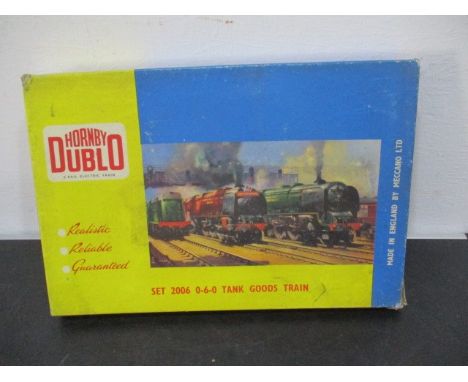 HORNBY
DUBLO
2-RAIL ELECTRIC TRAIN
Realistic
Reliable
Guaranteed
SET 2006 0-6-0 TANK GOODS TRAIN
MADE IN ENGLAND BY MECCANO LTD